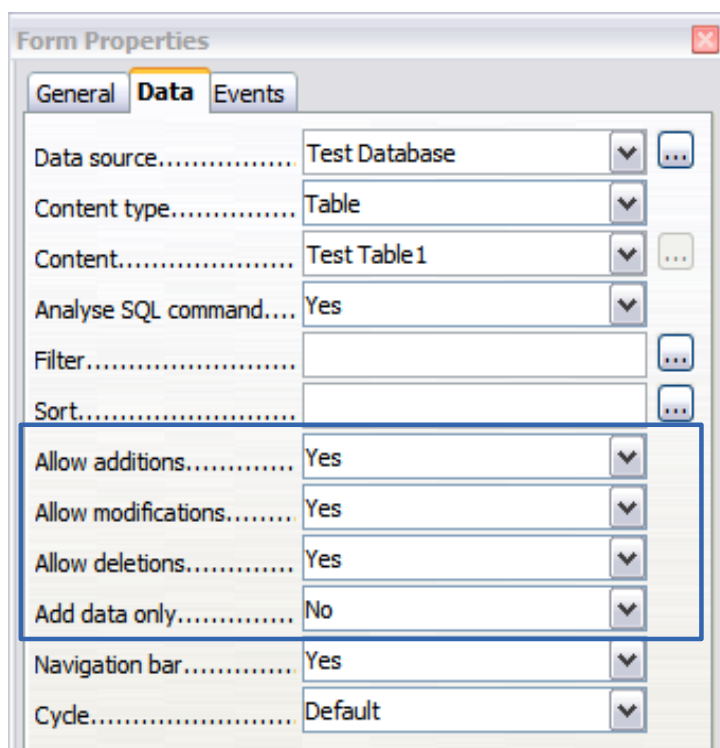 Form Properties
General Data Events
Data source................. Test Database ...
Content type............... Table
Content...................... Test Table1 ...
Analyse SQL command.... Yes
Filter.......................... ...
Sort........................... ...
Allow additions............. Yes
Allow modifications........ Yes
Allow deletions............. Yes
Add data only.............. No
Navigation bar............. Yes
Cycle......................... Default